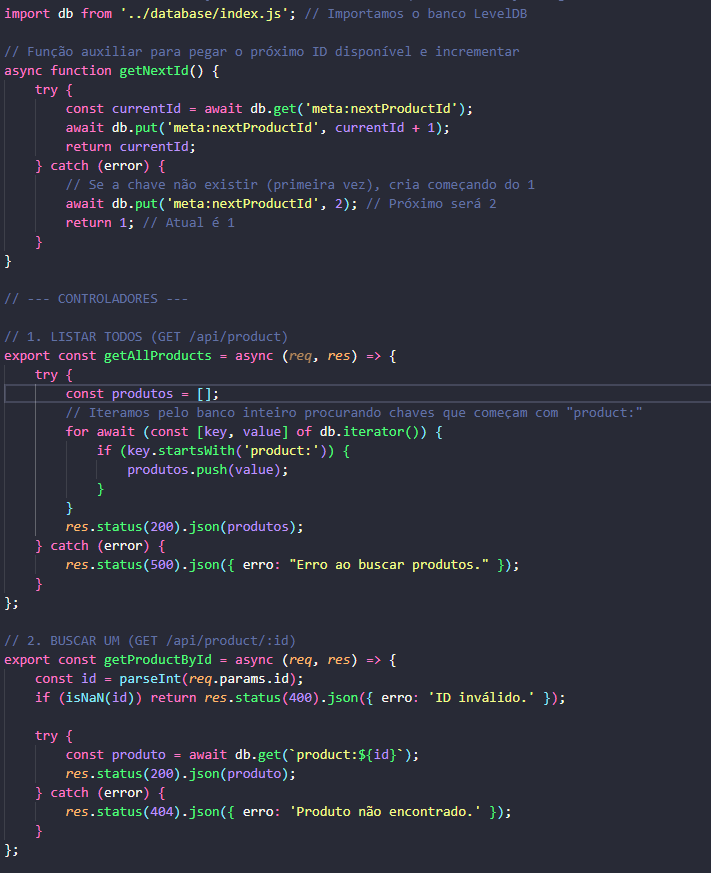 import db from '../database/index.js'; // Importamos o banco LevelDB

// Função auxiliar para pegar o próximo ID disponível e incrementar
async function getNextId() {
    try {
        const currentId = await db.get('meta:nextProductId');
        await db.put('meta:nextProductId', currentId + 1);
        return currentId;
    } catch (error) {
        // Se a chave não existir (primeira vez), cria começando do 1
        await db.put('meta:nextProductId', 2); // Próximo será 2
        return 1; // Atual é 1
    }
}

// --- CONTROLADORES ---

// 1. LISTAR TODOS (GET /api/product)
export const getAllProducts = async (req, res) => {
    try {
        const produtos = [];
        // Iteramos pelo banco inteiro procurando chaves que começam com "product:"
        for await (const [key, value] of db.iterator()) {
            if (key.startsWith('product:')) {
                produtos.push(value);
            }
        }
        res.status(200).json(produtos);
    } catch (error) {
        res.status(500).json({ erro: "Erro ao buscar produtos." });
    }
};

// 2. BUSCAR UM (GET /api/product/:id)
export const getProductById = async (req, res) => {
    const id = parseInt(req.params.id);
    if (isNaN(id)) return res.status(400).json({ erro: 'ID inválido.' });

    try {
        const produto = await db.get(`product:${id}`);
        res.status(200).json(produto);
    } catch (error) {
        res.status(404).json({ erro: 'Produto não encontrado.' });
    }
};